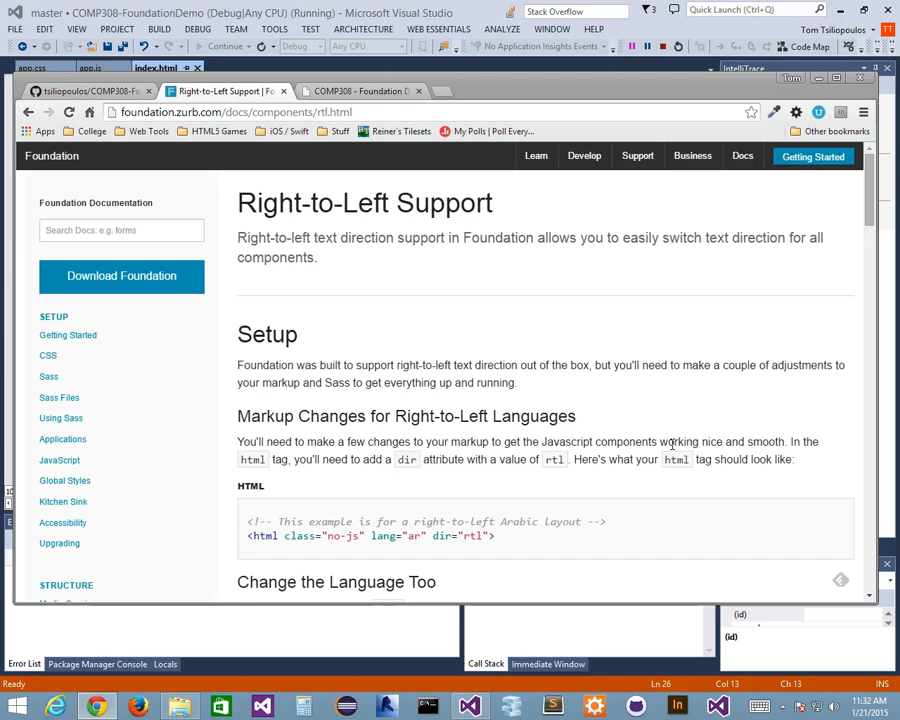 master • COMP308-FoundationDemo (Debug|Any CPU) (Running) - Microsoft Visual Studio
Stack Overflow
3
Quick Launch (Ctrl+Q)
FILE EDIT VIEW PROJECT BUILD DEBUG TEAM TOOLS TEST ARCHITECTURE WEB ESSENTIALS ANALYZE WINDOW HELP
Tom Tsiliopoulos
TT
Continue
Debug
Any CPU
No Application Insights Events
Code Map
app.css
app.js
index.html
IntelliTrace
Tom
tsiliopoulos/COMP308-Fo
Right-to-Left Support | Fo
COMP308 - Foundation D
foundation.zurb.com/docs/components/rtl.html
Apps
College
Web Tools
HTML5 Games
iOS / Swift
Stuff
Reiner's Tilesets
My Polls | Poll Every...
Other bookmarks
Foundation
Learn
Develop
Support
Business
Docs
Getting Started
Foundation Documentation
Search Docs: e.g. forms
Download Foundation
SETUP
Getting Started
CSS
Sass
Sass Files
Using Sass
Applications
JavaScript
Global Styles
Kitchen Sink
Accessibility
Upgrading
STRUCTURE
Right-to-Left Support
Right-to-left text direction support in Foundation allows you to easily switch text direction for all
components.
Setup
Foundation was built to support right-to-left text direction out of the box, but you'll need to make a couple of adjustments to
your markup and Sass to get everything up and running.
Markup Changes for Right-to-Left Languages
You'll need to make a few changes to your markup to get the Javascript components working nice and smooth. In the
html tag, you'll need to add a dir attribute with a value of rtl. Here's what your html tag should look like:
HTML
<!-- This example is for a right-to-left Arabic layout -->
<html class="no-js" lang="ar" dir="rtl">
Change the Language Too
(id)
(id)
Error List
Package Manager Console
Locals
Call Stack
Immediate Window
Ready
Ln 26
Col 13
Ch 13
INS
11:32 AM
1/21/2015